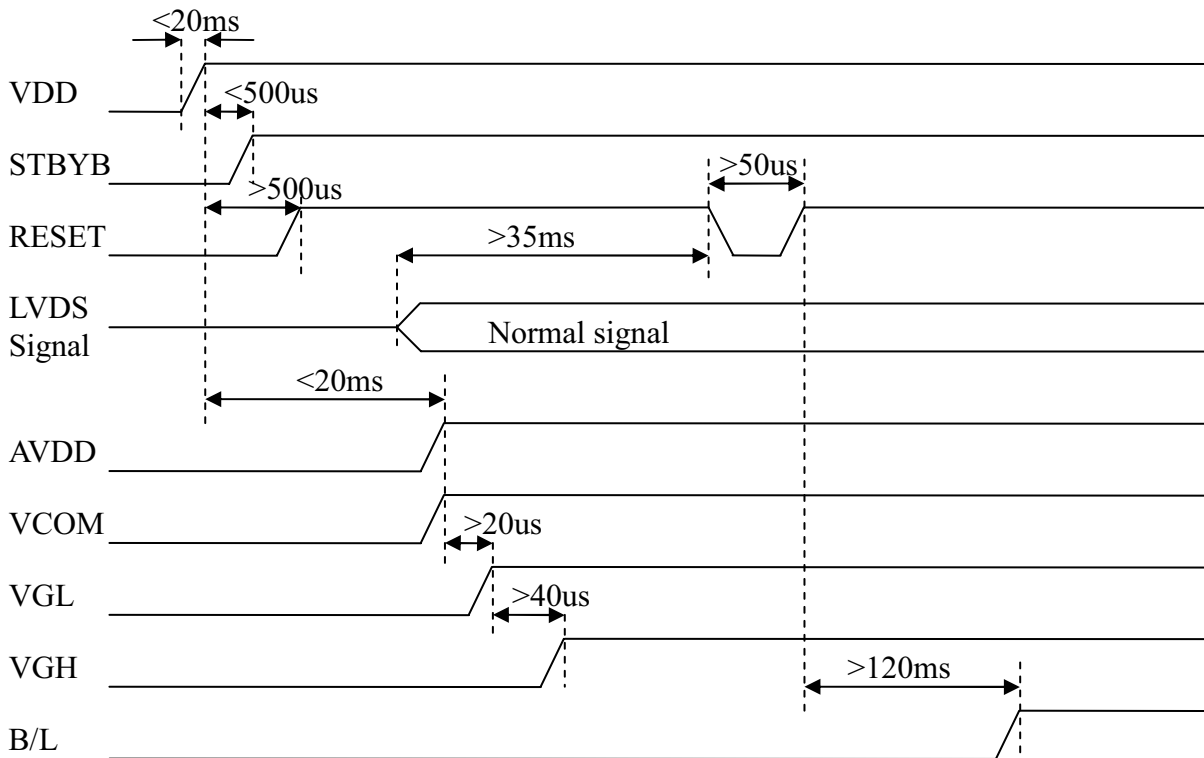 <20ms
VDD
<500us
STBYB
>50us
>500us
RESET
>35ms
LVDS
Signal
Normal signal
<20ms
AVDD
VCOM
>20us
VGL
>40us
VGH
>120ms
B/L